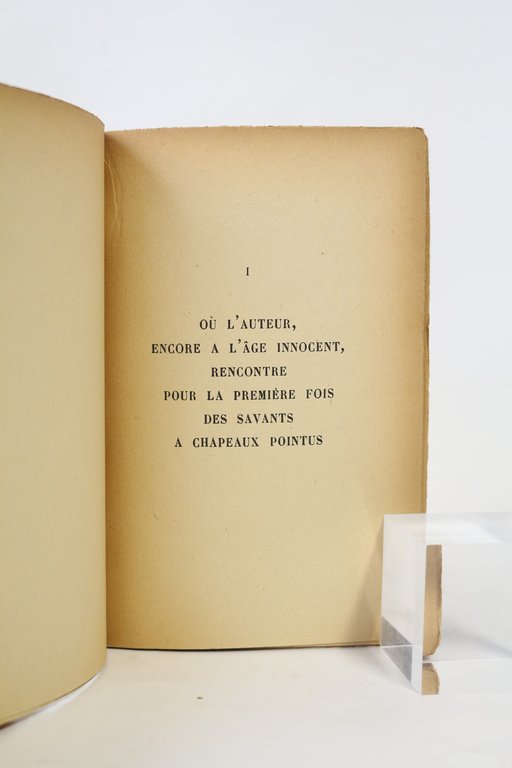 I
OÙ L'AUTEUR,
ENCORE A L'ÂGE INNOCENT,
RENCONTRE
POUR LA PREMIÈRE FOIS
DES SAVANTS
A CHAPEAUX POINTUS